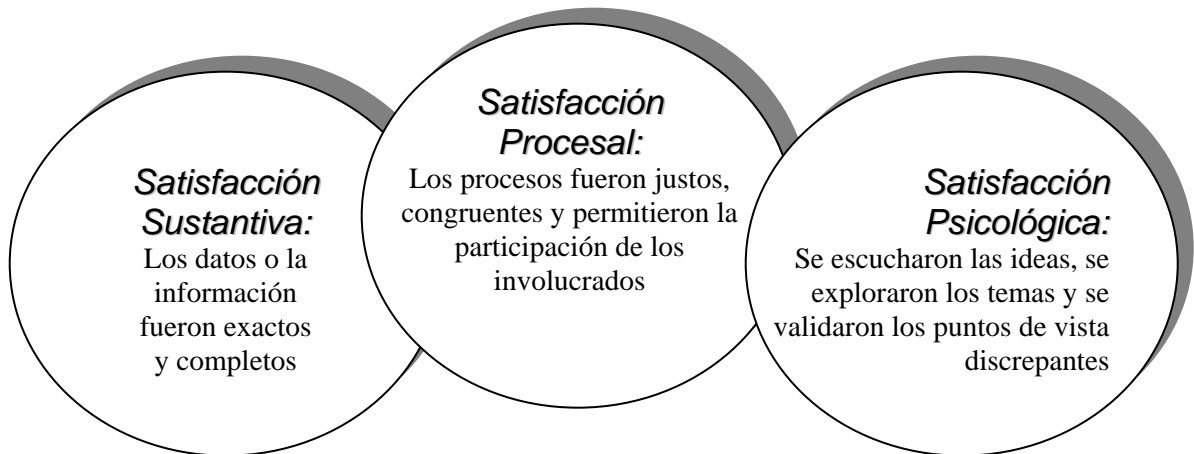 Satisfacción
Sustantiva:
Los datos o la
información
fueron exactos
y completos
Satisfacción
Procesal:
Los procesos fueron justos,
congruentes y permitieron la
participación de los
involucrados
Satisfacción
Psicológica:
Se escucharon las ideas, se
exploraron los temas y se
validaron los puntos de vista
discrepantes